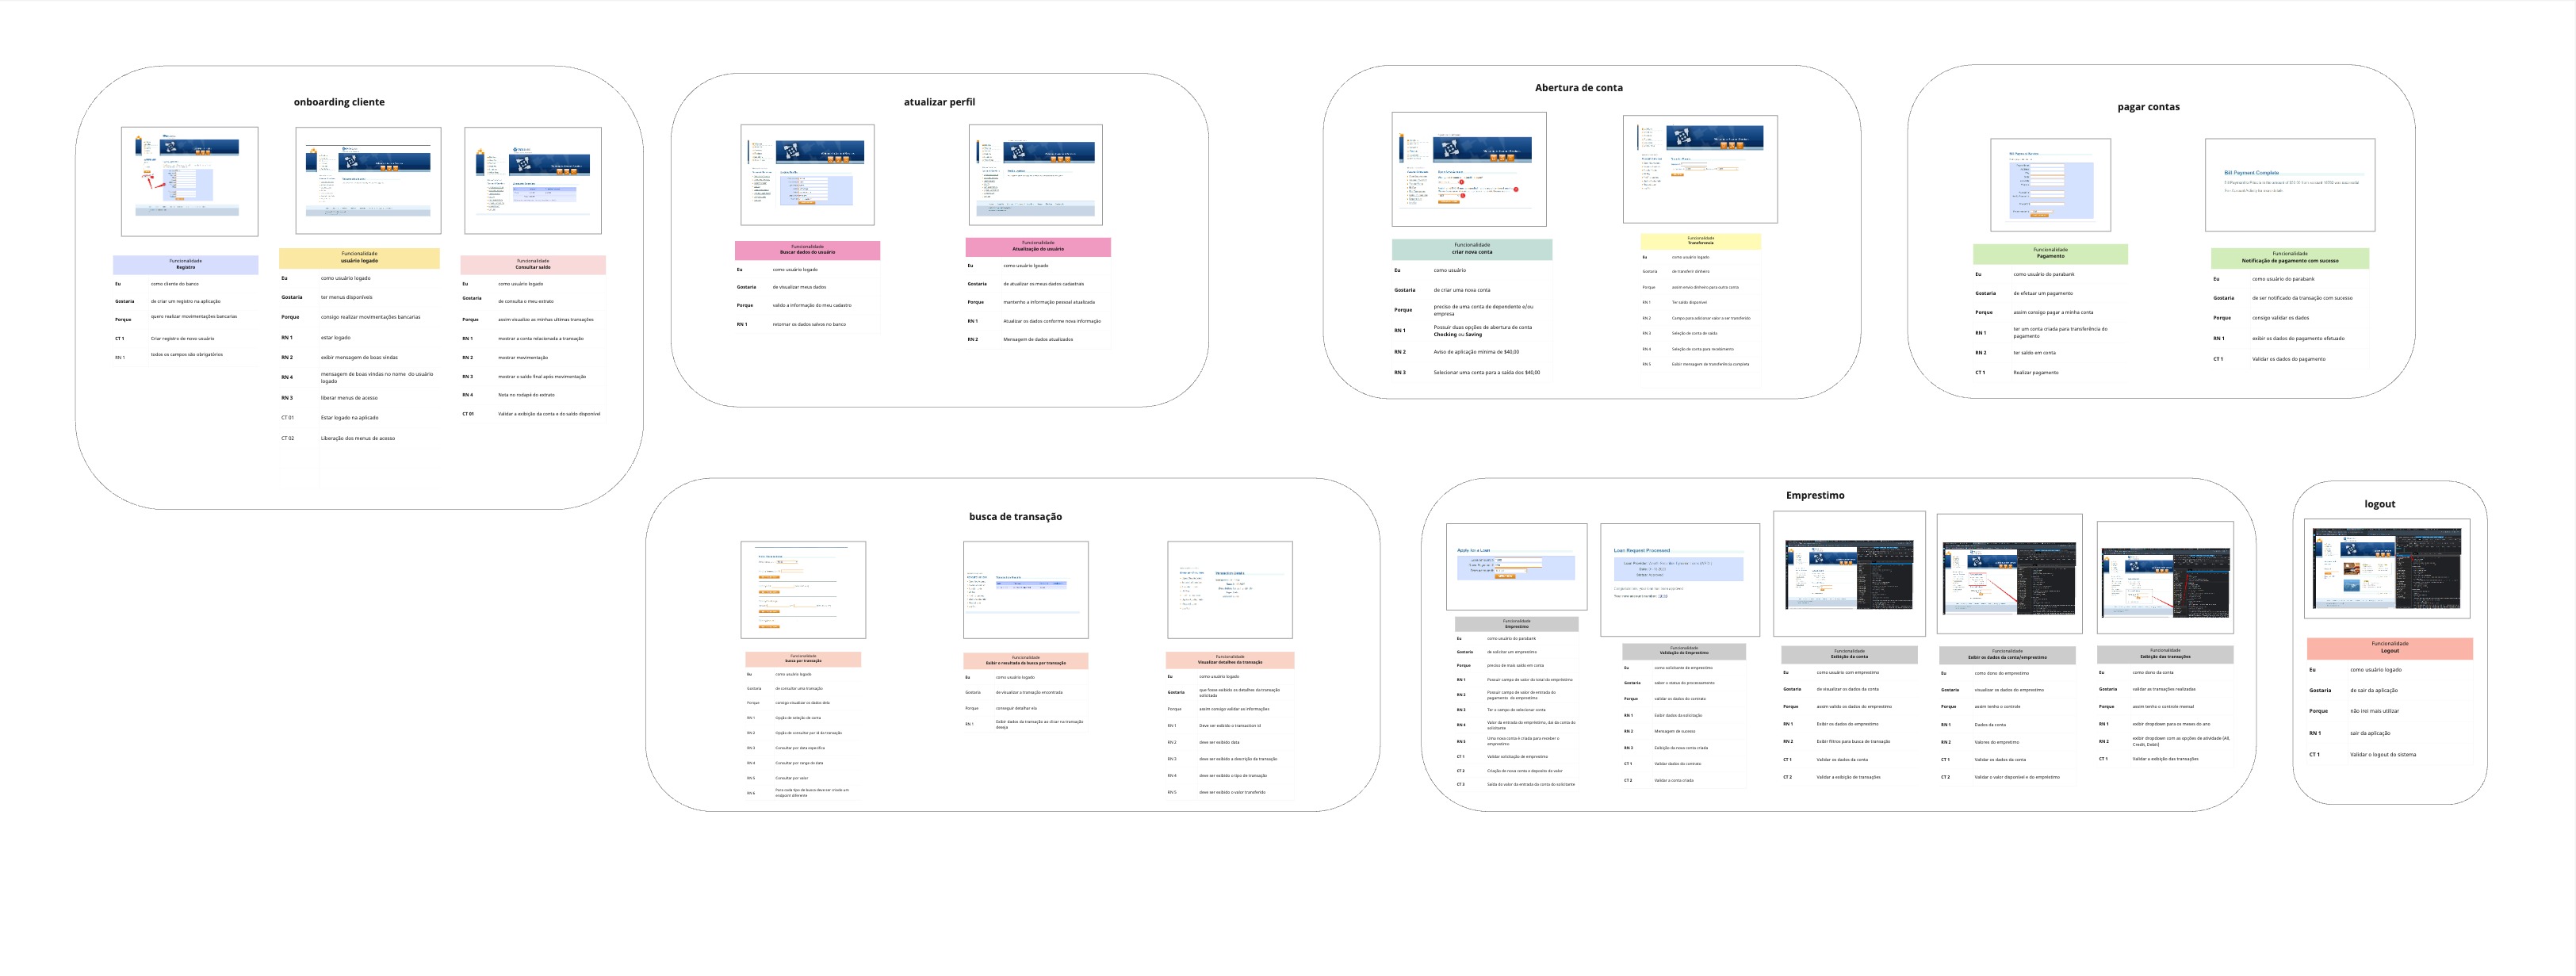 onboarding cliente
Funcionalidade
Registro
Eu como cliente do banco
Gostaria de criar um registro na aplicação
Porque quero realizar movimentações bancarias
CT 1 Criar registro de novo usuário
RN 1 todos os campos são obrigatórios
Funcionalidade
usuário logado
Eu como usuário logado
Gostaria ter menus disponíveis
Porque consigo realizar movimentações bancarias
RN 1 estar logado
RN 2 exibir mensagem de boas vindas
RN 4 mensagem de boas vindas no nome do usuário
logado
RN 3 liberar menus de acesso
CT 01 Estar logado na aplicado
CT 02 Liberação dos menus de acesso
Funcionalidade
Consultar saldo
Eu como usuário logado
Gostaria de consulta o meu extrato
Porque assim visualizo as minhas ultimas transações
RN 1 mostrar a conta relacionada a transação
RN 2 mostrar movimentação
RN 3 mostrar o saldo final após movimentação
RN 4 Nota no rodapé do extrato
CT 01 Validar a exibição da conta e do saldo disponível
atualizar perfil
Funcionalidade
Buscar dados do usuário
Eu como usuário logado
Gostaria de visualizar meus dados
Porque valido a informação do meu cadastro
RN 1 retornar os dados salvos no banco
Funcionalidade
Atualização do usuário
Eu como usuário lgoado
Gostaria de atualizar os meus dados cadastrais
Porque mantenho a informação pessoal atualizada
RN 1 Atualizar os dados conforme nova informação
RN 2 Mensagem de dados atualizados
Abertura de conta
Funcionalidade
criar nova conta
Eu como usuário
Gostaria de criar uma nova conta
Porque preciso de uma conta de dependente e/ou
empresa
RN 1 Possuir duas opções de abertura de conta
Checking ou Saving
RN 2 Aviso de aplicação mínima de $40,00
RN 3 Selecionar uma conta para a saída dos $40,00
Funcionalidade
Transferencia
Eu como usuário logado
Gostaria de transferir dinheiro
Porque assim envio dinheiro para outra conta
RN 1 Ter saldo disponível
RN 2 Campo para adicionar valor a ser transferido
RN 3 Seleção de conta de saída
RN 4 Seleção de conta para recebimento
RN 5 Exibir mensagem de transferência completa
pagar contas
Funcionalidade
Pagamento
Eu como usuário do parabank
Gostaria de efetuar um pagamento
Porque assim consigo pagar a minha conta
RN 1 ter um conta criada para transferência do
pagamento
RN 2 ter saldo em conta
CT 1 Realizar pagamento
Bill Payment Complete
Funcionalidade
Notificação de pagamento com sucesso
Eu como usuário do parabank
Gostaria de ser notificado da transação com sucesso
Porque consigo validar os dados
RN 1 exibir os dados do pagamento efetuado
CT 1 Validar os dados do pagamento
busca de transação
Funcionalidade
busca por transação
Eu como usuário logado
Gostaria de consultar uma transação
Porque consigo visualizar os dados dela
RN 1 Opção de seleção de conta
RN 2 Opção de consultar por id da transação
RN 3 Consultar por data específica
RN 4 Consultar por range de data
RN 5 Consultar por valor
RN 6 Para cada tipo de busca deve ser criado um
endpoint diferente
Funcionalidade
Exibir o resultado da busca por transação
Eu como usuário logado
Gostaria de visualizar a transação encontrada
Porque conseguir detalhar ela
RN 1 Exibir dados da transação ao clicar na transação
deseja
Funcionalidade
Visualizar detalhes da transação
Eu como usuário logado
Gostaria que fosse exibido os detalhes da transação
solicitada
Porque assim consigo validar as informações
RN 1 Deve ser exibido o transaction id
RN 2 deve ser exibido data
RN 3 deve ser exibido a descrição da transação
RN 4 deve ser exibido o tipo de transação
RN 5 deve ser exibido o valor transferido
Emprestimo
Apply for a Loan
Funcionalidade
Emprestimo
Eu como usuário do parabank
Gostaria de solicitar um empréstimo
Porque preciso de mais saldo em conta
RN 1 Possuir campo de valor do total do empréstimo
RN 2 Possuir campo de valor de entrada do
pagamento do empréstimo
RN 3 Ter o campo de selecionar conta
RN 4 Valor de entrada do empréstimo, dai da conta do
solicitante
RN 5 Uma nova conta é criada para receber o
empréstimo
CT 1 Validar solicitação de empréstimo
CT 2 Criação de nova conta e deposito do valor
CT 3 Saída do valor da entrada da conta do solicitante
Loan Request Processed
Funcionalidade
Validação do Emprestimo
Eu como solicitante do empréstimo
Gostaria saber o status do processamento
Porque validar os dados do contrato
RN 1 Exibir dados da solicitação
RN 2 Mensagem de sucesso
RN 3 Exibição da nova conta criada
CT 1 Validar dados do contrato
CT 2 Validar a conta criada
Funcionalidade
Exibição da conta
Eu como usuário com empréstimo
Gostaria de visualizar os dados da conta
Porque assim valido os dados do empréstimo
RN 1 Exibir os dados do empréstimo
RN 2 Exibir filtros para busca de transação
CT 1 Validar os dados da conta
CT 2 Validar a exibição de transações
Funcionalidade
Exibir os dados da conta/emprestimo
Eu como dono do empréstimo
Gostaria visualizar os dados do empréstimo
Porque assim tenho o controle
RN 1 Dados da conta
RN 2 Valores do empréstimo
CT 1 Validar os dados da conta
CT 2 Validar o valor disponível o do empréstimo
Funcionalidade
Exibição das transações
Eu como dono da conta
Gostaria validar as transações realizadas
Porque assim tenho o controle mensal
RN 1 exibir dropdown para os meses do ano
RN 2 exibir dropdown com as opções de atividade (All,
Credit, Debit)
CT 1 Validar a exibição das transações
logout
Funcionalidade
Logout
Eu como usuário logado
Gostaria de sair da aplicação
Porque não irei mais utilizar
RN 1 sair da aplicação
CT 1 Validar o logout do sistema